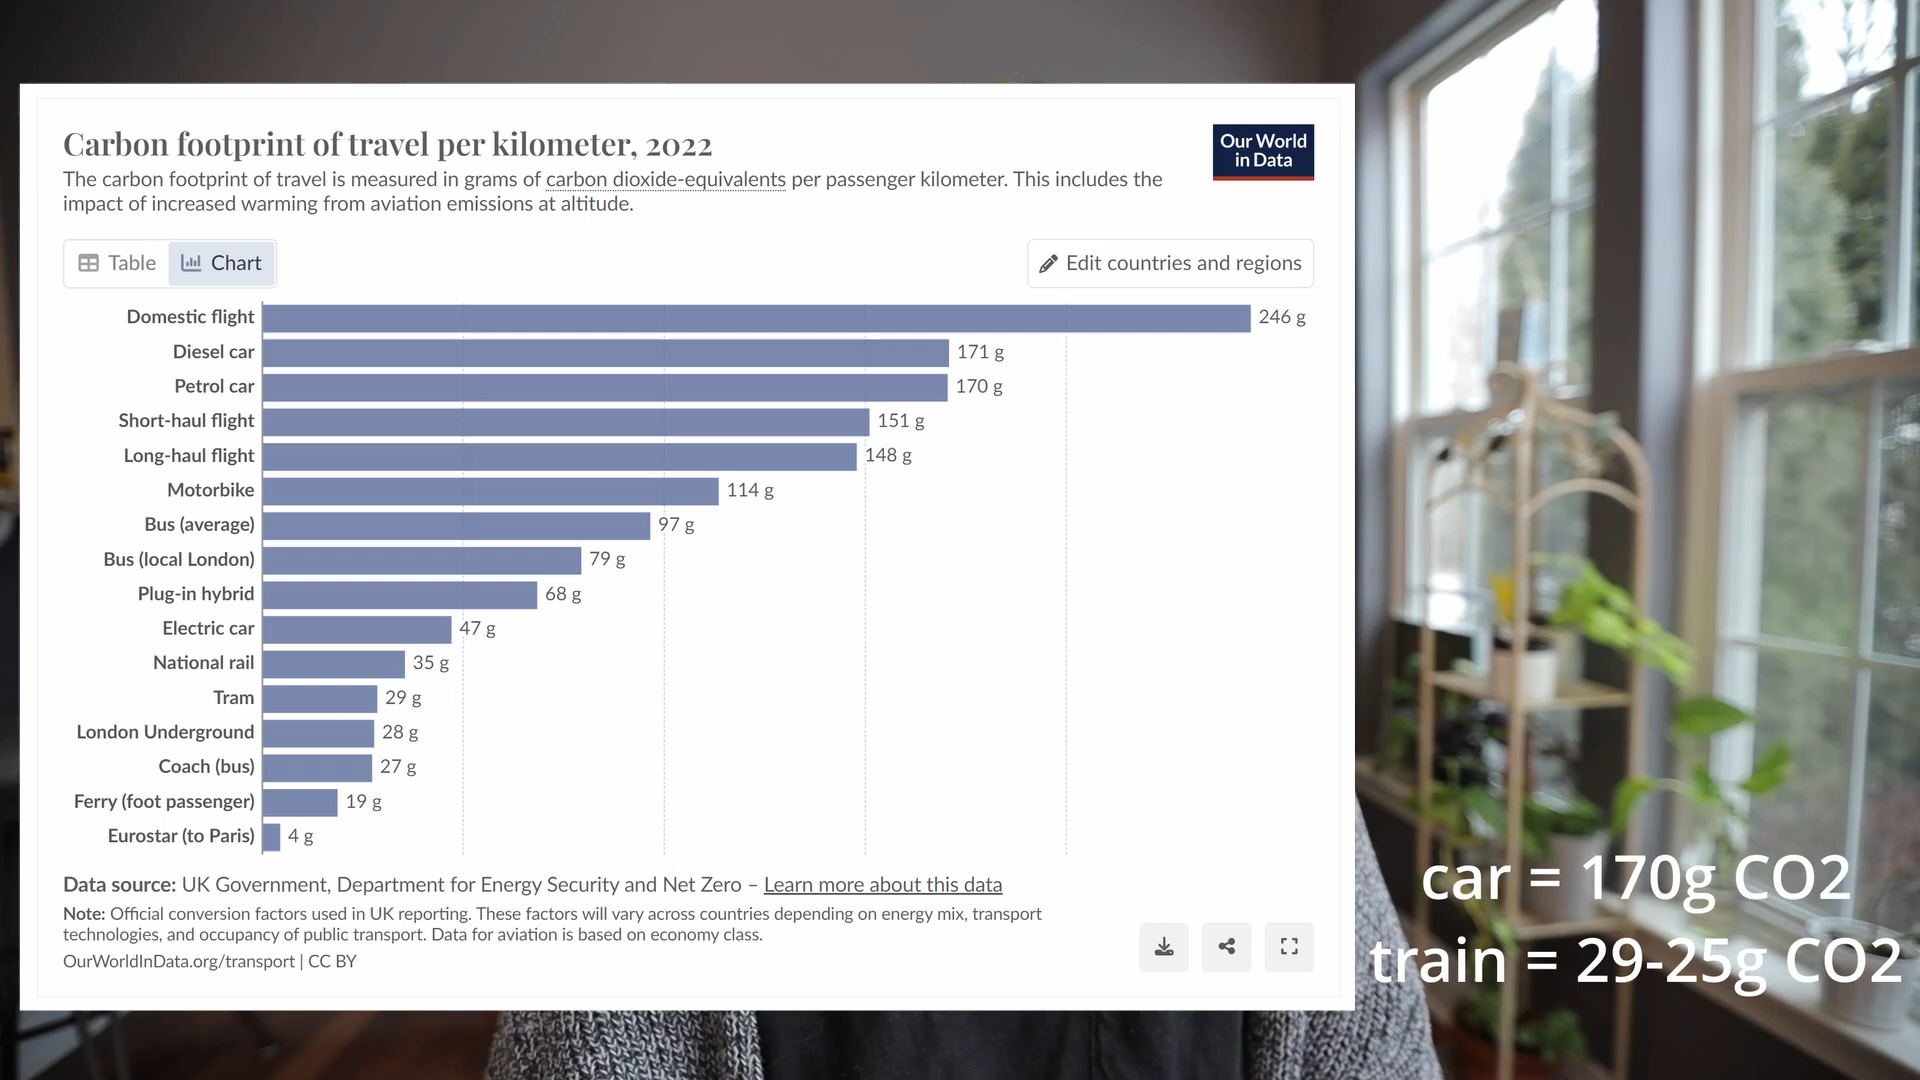 Carbon footprint of travel per kilometer, 2022
The carbon footprint of travel is measured in grams of carbon dioxide-equivalents per passenger kilometer. This includes the
impact of increased warming from aviation emissions at altitude.
Our World
in Data
Table
Chart
Edit countries and regions
Domestic flight 246 g
Diesel car 171 g
Petrol car 170 g
Short-haul flight 151 g
Long-haul flight 148 g
Motorbike 114 g
Bus (average) 97 g
Bus (local London) 79 g
Plug-in hybrid 68 g
Electric car 47 g
National rail 35 g
Tram 29 g
London Underground 28 g
Coach (bus) 27 g
Ferry (foot passenger) 19 g
Eurostar (to Paris) 4 g
Data source: UK Government, Department for Energy Security and Net Zero – Learn more about this data
Note: Official conversion factors used in UK reporting. These factors will vary across countries depending on energy mix, transport
technologies, and occupancy of public transport. Data for aviation is based on economy class.
OurWorldInData.org/transport | CC BY
car = 170g CO2
train = 29-25g CO2